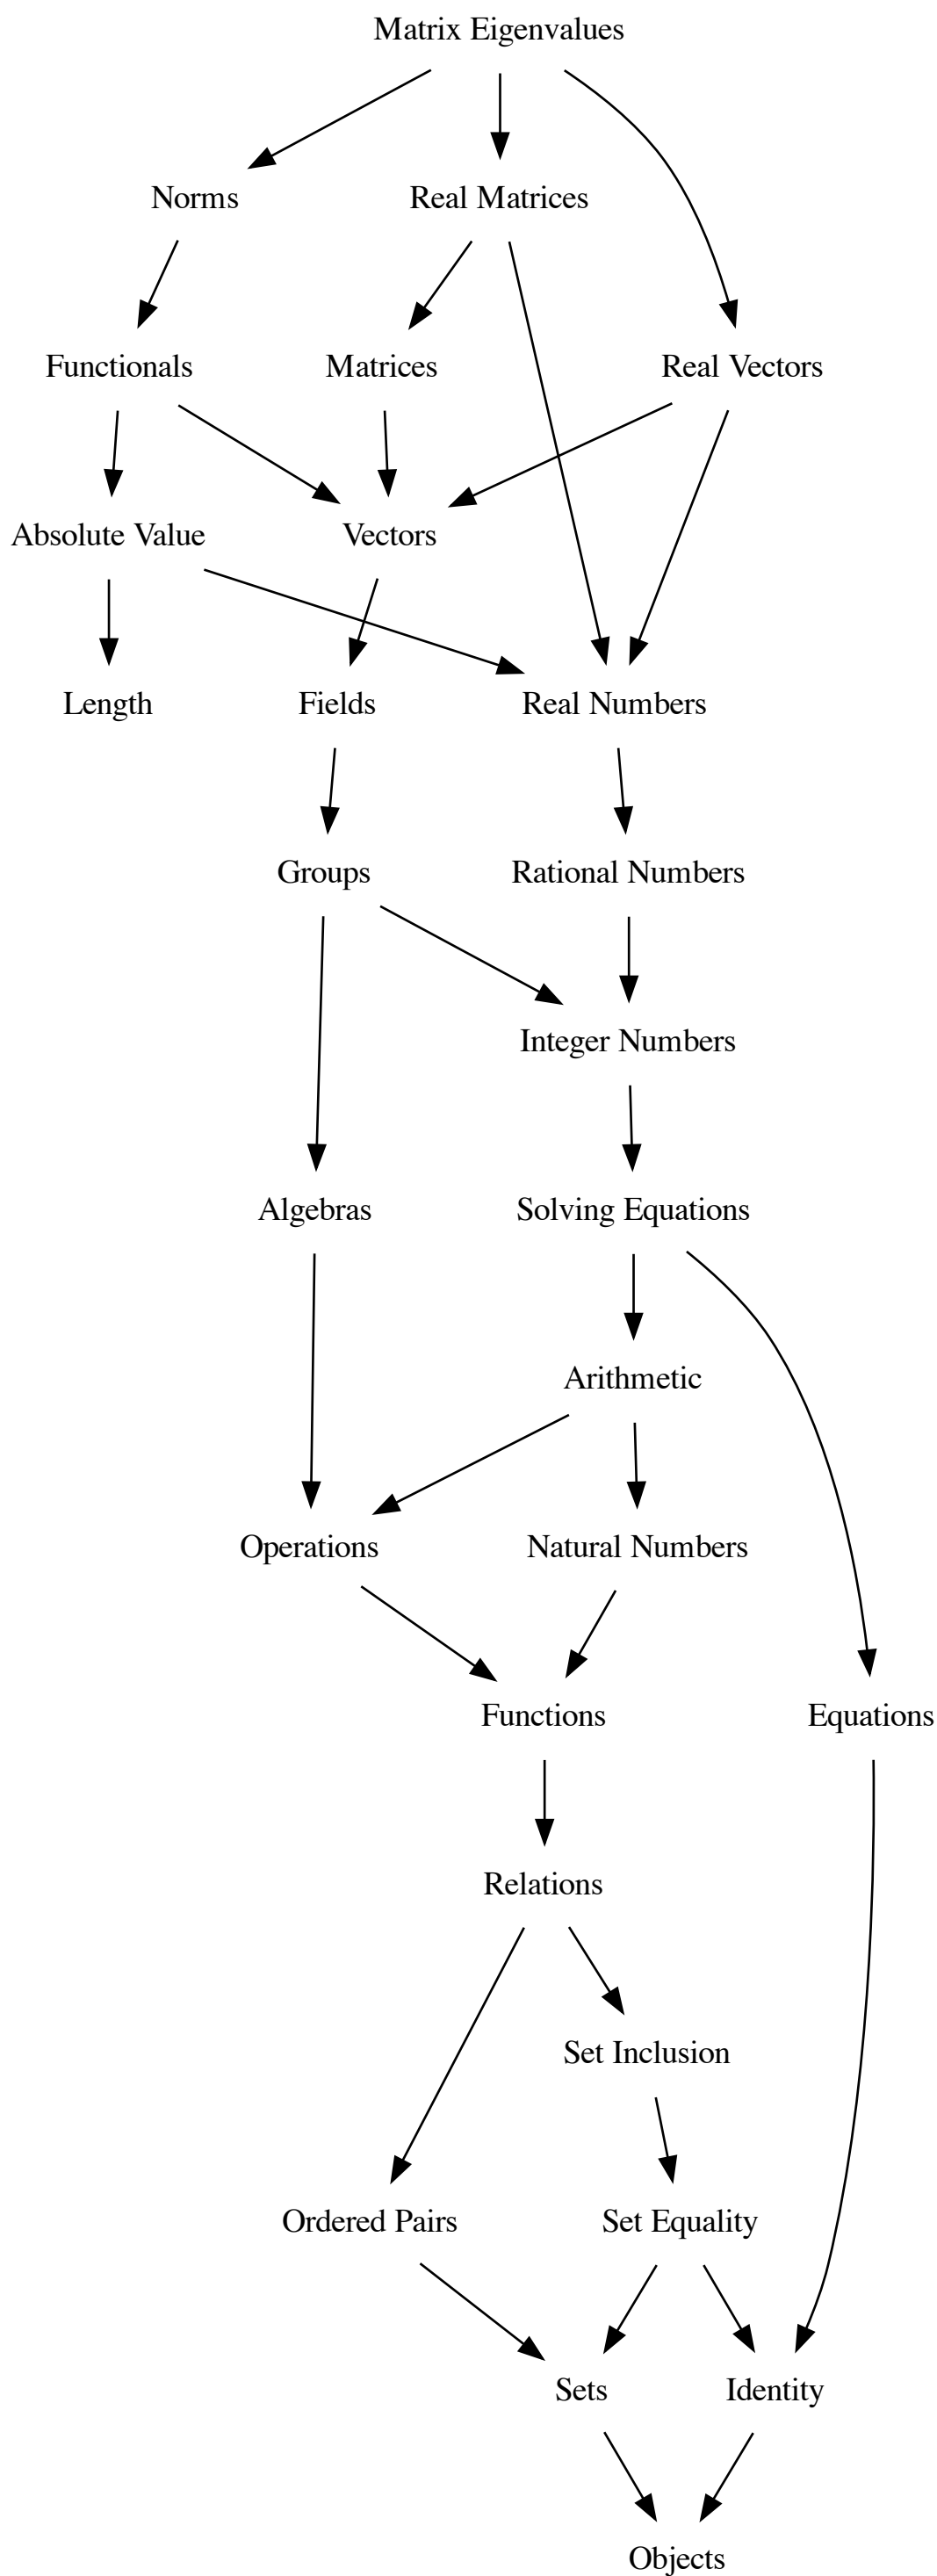 Matrix Eigenvalues
Norms
Real Matrices
Functionals
Matrices
Real Vectors
Absolute Value
Vectors
Length
Fields
Real Numbers
Groups
Rational Numbers
Integer Numbers
Algebras
Solving Equations
Arithmetic
Operations
Natural Numbers
Functions
Equations
Relations
Set Inclusion
Ordered Pairs
Set Equality
Sets
Identity
Objects